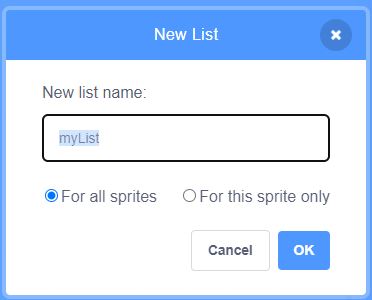 New List
New list name:
myList
For all sprites
For this sprite only
Cancel
OK